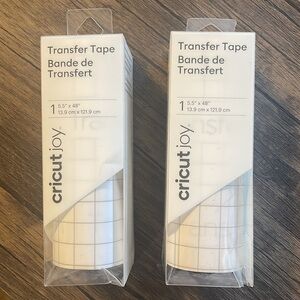 Transfer Tape
Bande de
Transfert
1 5.5" x 48"
13.9 cm x 121.9 cm
cricut joy.
Transfer Tape
Bande de
Transfert
1 5.5" x 48"
13.9 cm x 121.9 cm
cricut joy.